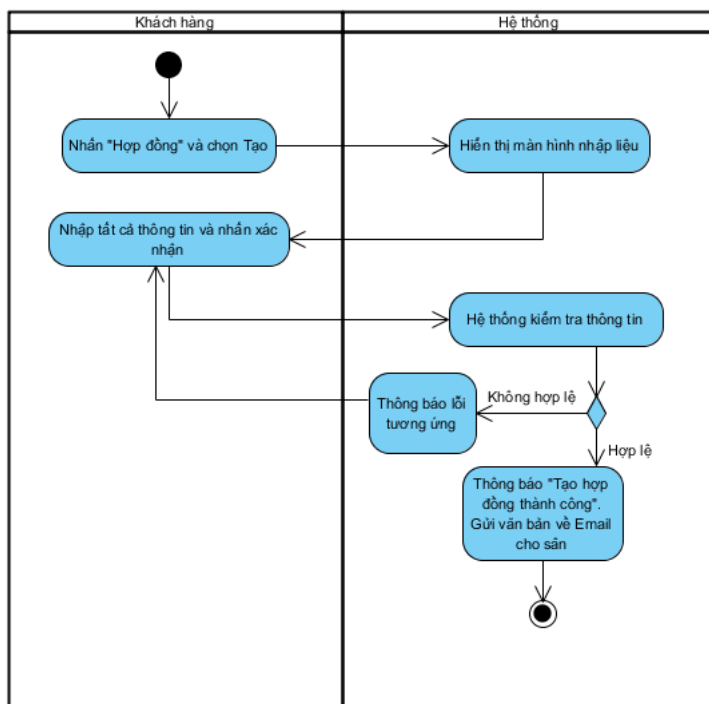 Khách hàng
Hệ thống
Nhấn "Hợp đồng" và chọn Tạo
Hiển thị màn hình nhập liệu
Nhập tất cả thông tin và nhấn xác
nhận
Hệ thống kiểm tra thông tin
Không hợp lệ
Thông báo lỗi
tương ứng
Hợp lệ
Thông báo "Tạo hợp
đồng thành công".
Gửi văn bản về Email
cho sân